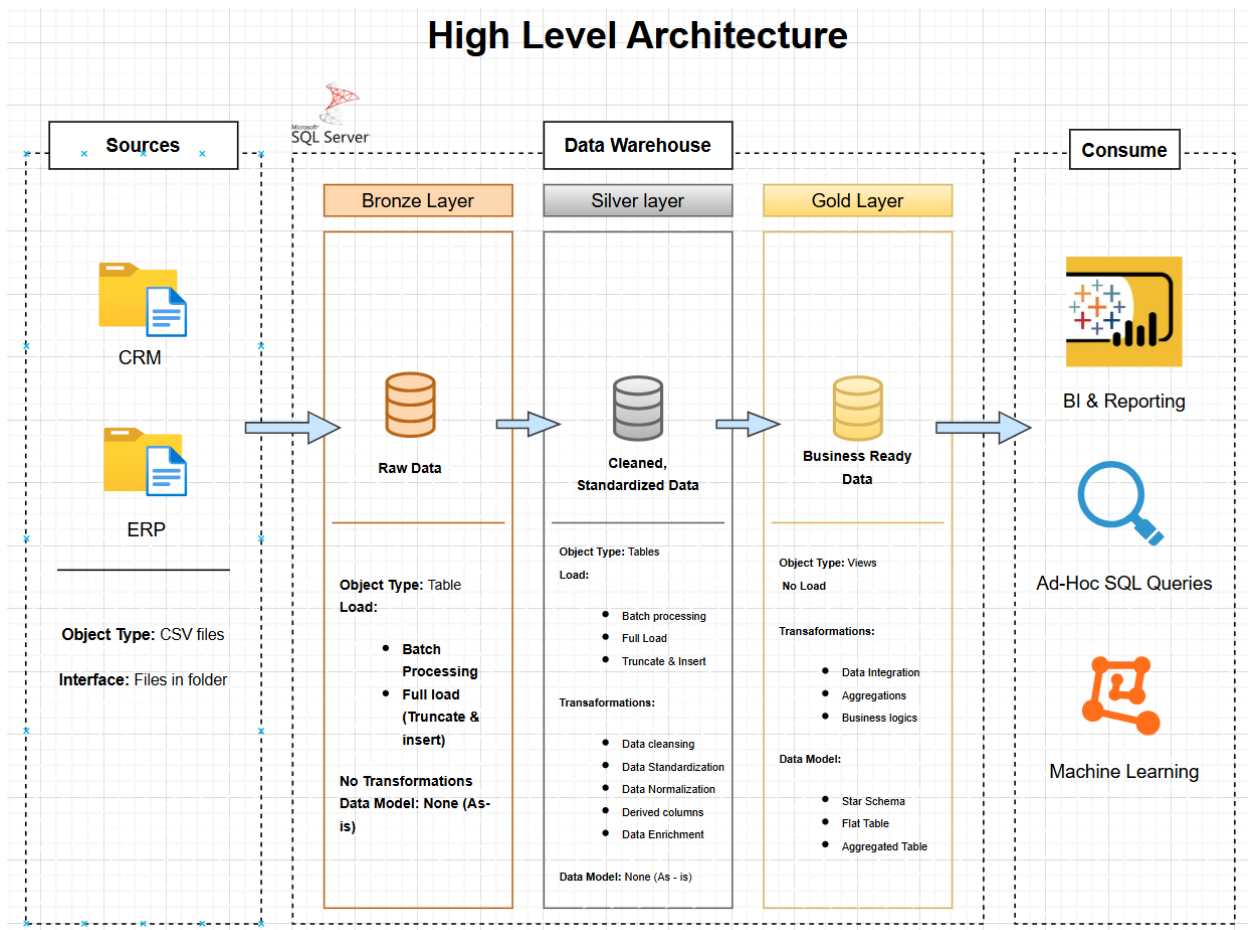 High Level Architecture
Sources
CRM
ERP
Object Type: CSV files
Interface: Files in folder
Microsoft®
SQL Server
Data Warehouse
Bronze Layer
Raw Data
Object Type: Table
Load:
Batch
Processing
Full load
(Truncate &
insert)
No Transformations
Data Model: None (As-
is)
Silver layer
Cleaned,
Standardized Data
Object Type: Tables
Load:
Batch processing
Full Load
Truncate & Insert
Transaformations:
Data cleansing
Data Standardization
Data Normalization
Derived columns
Data Enrichment
Data Model: None (As - is)
Gold Layer
Business Ready
Data
Object Type: Views
No Load
Transaformations:
Data Integration
Aggregations
Business logics
Data Model:
Star Schema
Flat Table
Aggregated Table
Consume
BI & Reporting
Ad-Hoc SQL Queries
Machine Learning